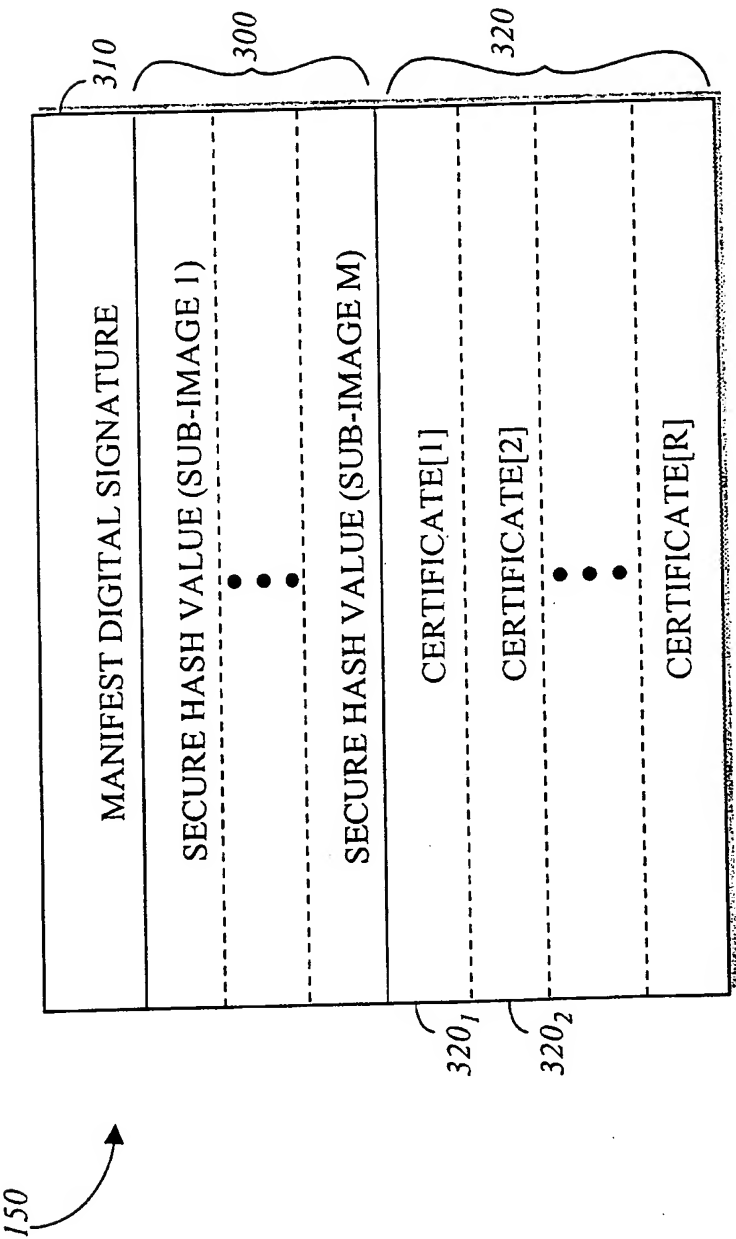 150
310
MANIFEST DIGITAL SIGNATURE
SECURE HASH VALUE (SUB-IMAGE 1)
300
SECURE HASH VALUE (SUB-IMAGE M)
320₁
CERTIFICATE[1]
320
320₂
CERTIFICATE[2]
CERTIFICATE[R]